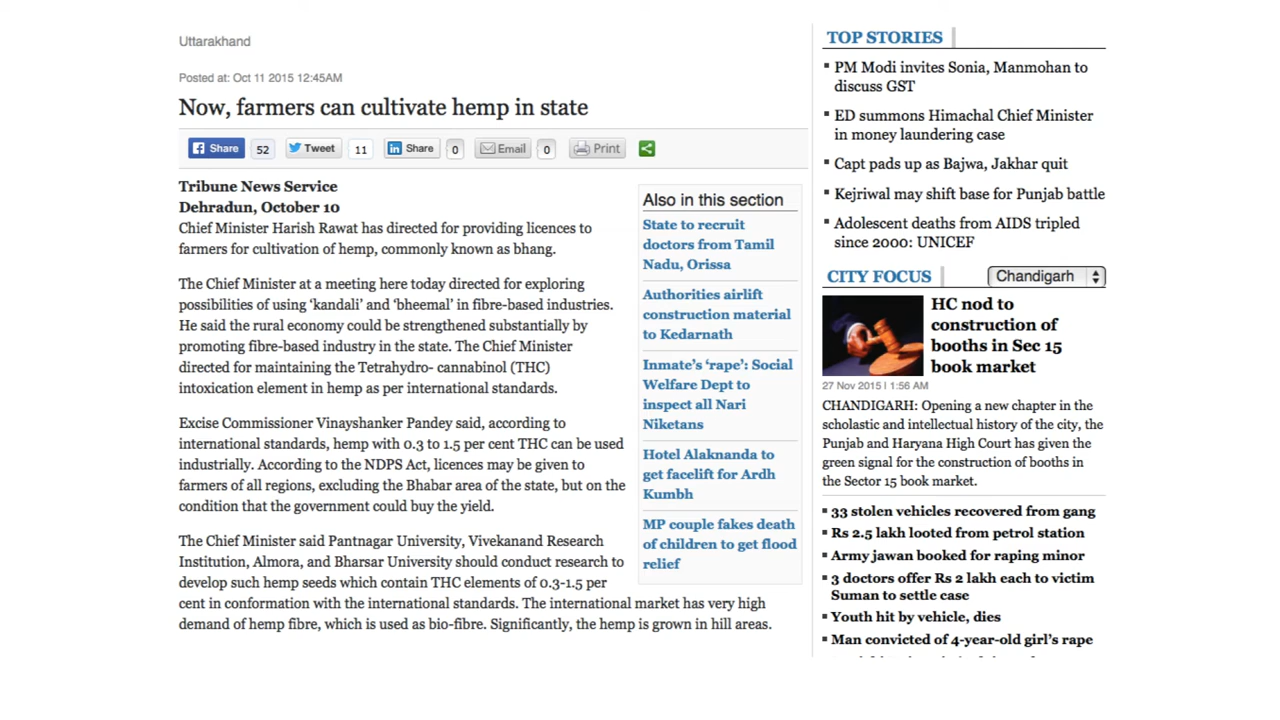 Uttarakhand
Posted at: Oct 11 2015 12:45AM
Now, farmers can cultivate hemp in state
Share 52 Tweet 11 Share 0 Email 0 Print
Tribune News Service
Dehradun, October 10
Chief Minister Harish Rawat has directed for providing licences to
farmers for cultivation of hemp, commonly known as bhang.
The Chief Minister at a meeting here today directed for exploring
possibilities of using ‘kandali’ and ‘bheemal’ in fibre-based industries.
He said the rural economy could be strengthened substantially by
promoting fibre-based industry in the state. The Chief Minister
directed for maintaining the Tetrahydro- cannabinol (THC)
intoxication element in hemp as per international standards.
Excise Commissioner Vinayshanker Pandey said, according to
international standards, hemp with 0.3 to 1.5 per cent THC can be used
industrially. According to the NDPS Act, licences may be given to
farmers of all regions, excluding the Bhabar area of the state, but on the
condition that the government could buy the yield.
The Chief Minister said Pantnagar University, Vivekanand Research
Institution, Almora, and Bharsar University should conduct research to
develop such hemp seeds which contain THC elements of 0.3-1.5 per
cent in conformation with the international standards. The international market has very high
demand of hemp fibre, which is used as bio-fibre. Significantly, the hemp is grown in hill areas.
Also in this section
State to recruit
doctors from Tamil
Nadu, Orissa
Authorities airlift
construction material
to Kedarnath
Inmate’s ‘rape’: Social
Welfare Dept to
inspect all Nari
Niketans
Hotel Alaknanda to
get facelift for Ardh
Kumbh
MP couple fakes death
of children to get flood
relief
TOP STORIES
PM Modi invites Sonia, Manmohan to
discuss GST
ED summons Himachal Chief Minister
in money laundering case
Capt pads up as Bajwa, Jakhar quit
Kejriwal may shift base for Punjab battle
Adolescent deaths from AIDS tripled
since 2000: UNICEF
CITY FOCUS Chandigarh
HC nod to
construction of
booths in Sec 15
book market
27 Nov 2015 | 1:56 AM
CHANDIGARH: Opening a new chapter in the
scholastic and intellectual history of the city, the
Punjab and Haryana High Court has given the
green signal for the construction of booths in
the Sector 15 book market.
33 stolen vehicles recovered from gang
Rs 2.5 lakh looted from petrol station
Army jawan booked for raping minor
3 doctors offer Rs 2 lakh each to victim
Suman to settle case
Youth hit by vehicle, dies
Man convicted of 4-year-old girl’s rape